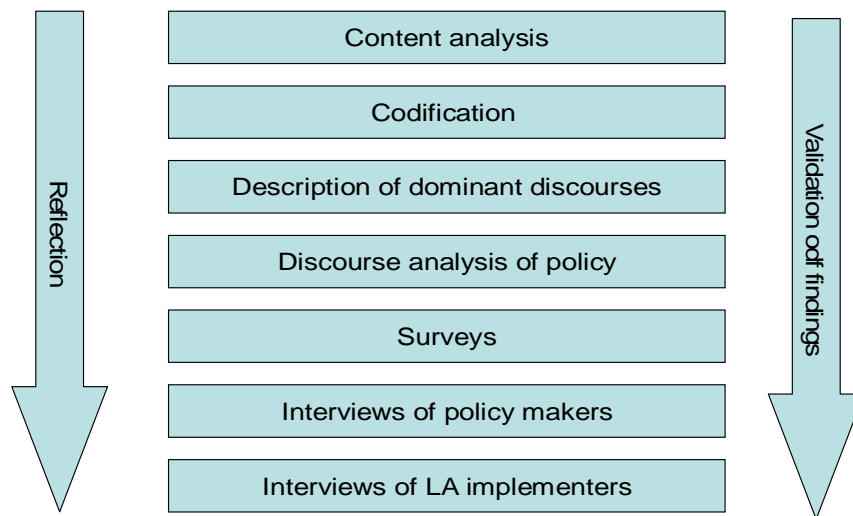 Content analysis
Codification
Description of dominant discourses
Discourse analysis of policy
Surveys
Interviews of policy makers
Interviews of LA implementers
Reflection
Validation odf findings